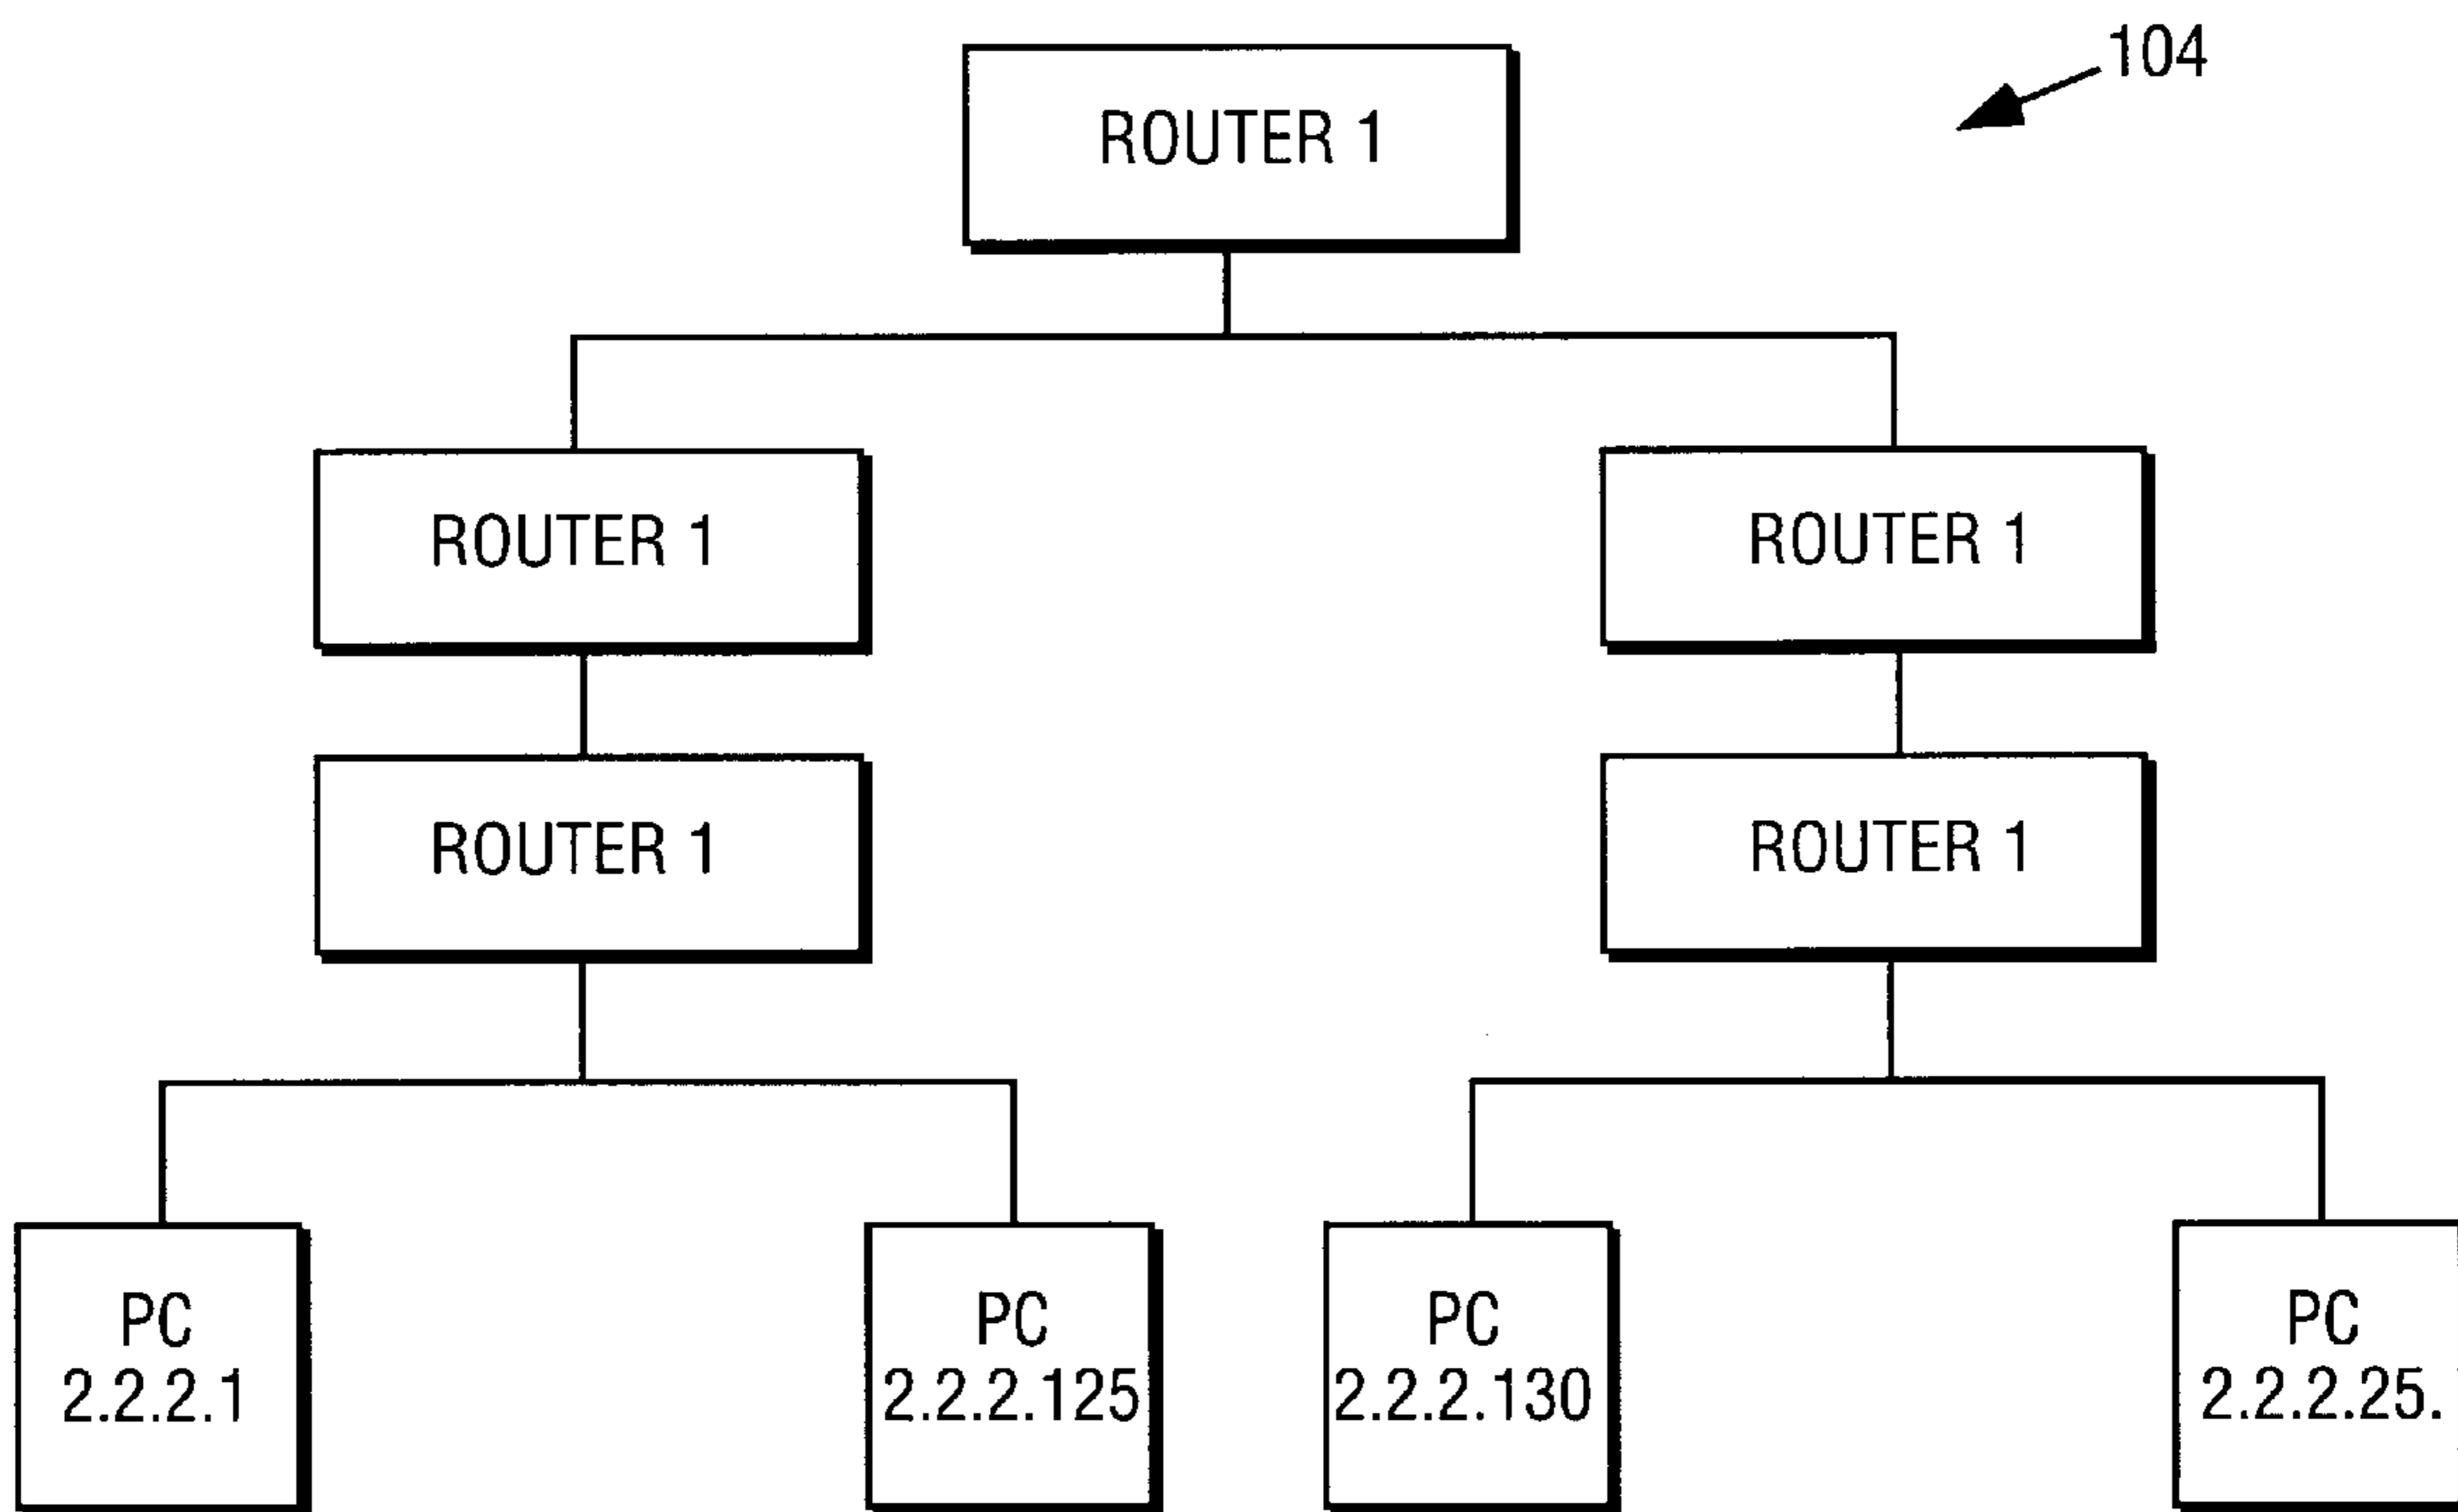 104
ROUTER 1
ROUTER 1
ROUTER 1
ROUTER 1
ROUTER 1
PC
2.2.2.1
PC
2.2.2.125
PC
2.2.2.130
PC
2.2.2.25.